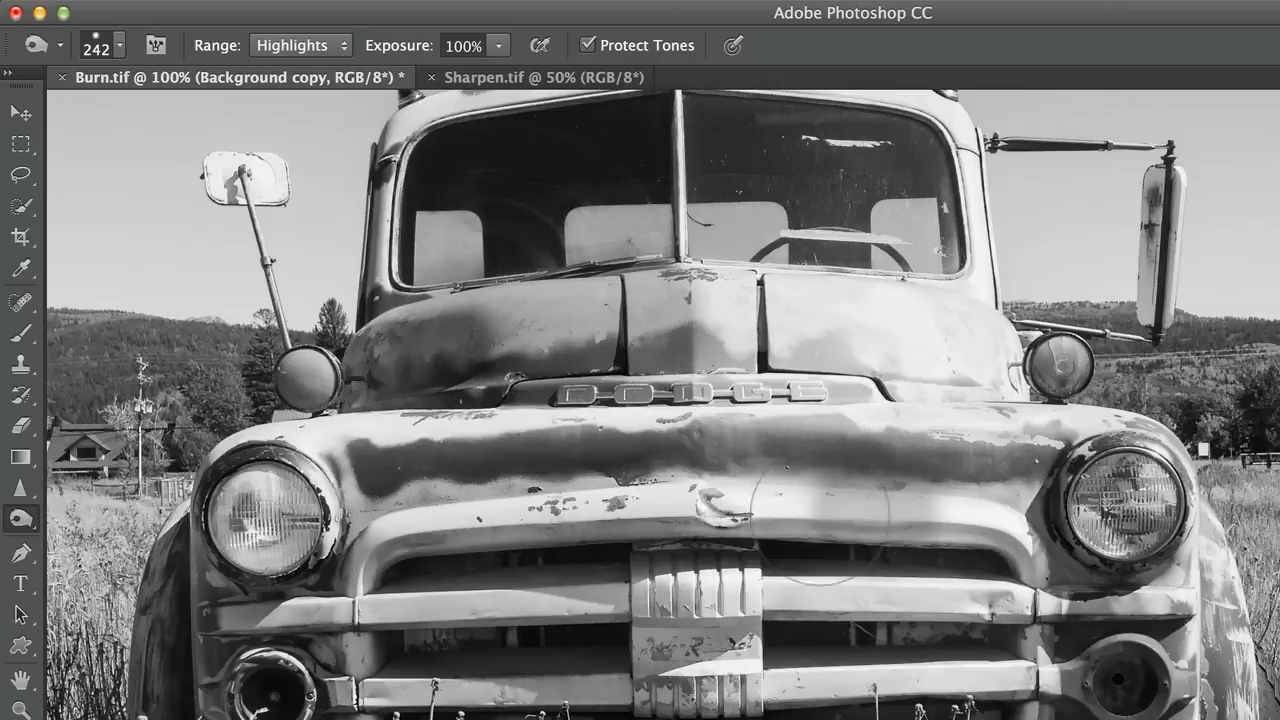 Adobe Photoshop CC
242 Range: Highlights Exposure: 100% Protect Tones
× Burn.tif @ 100% (Background copy, RGB/8*) * × Sharpen.tif @ 50% (RGB/8*)
DODGE